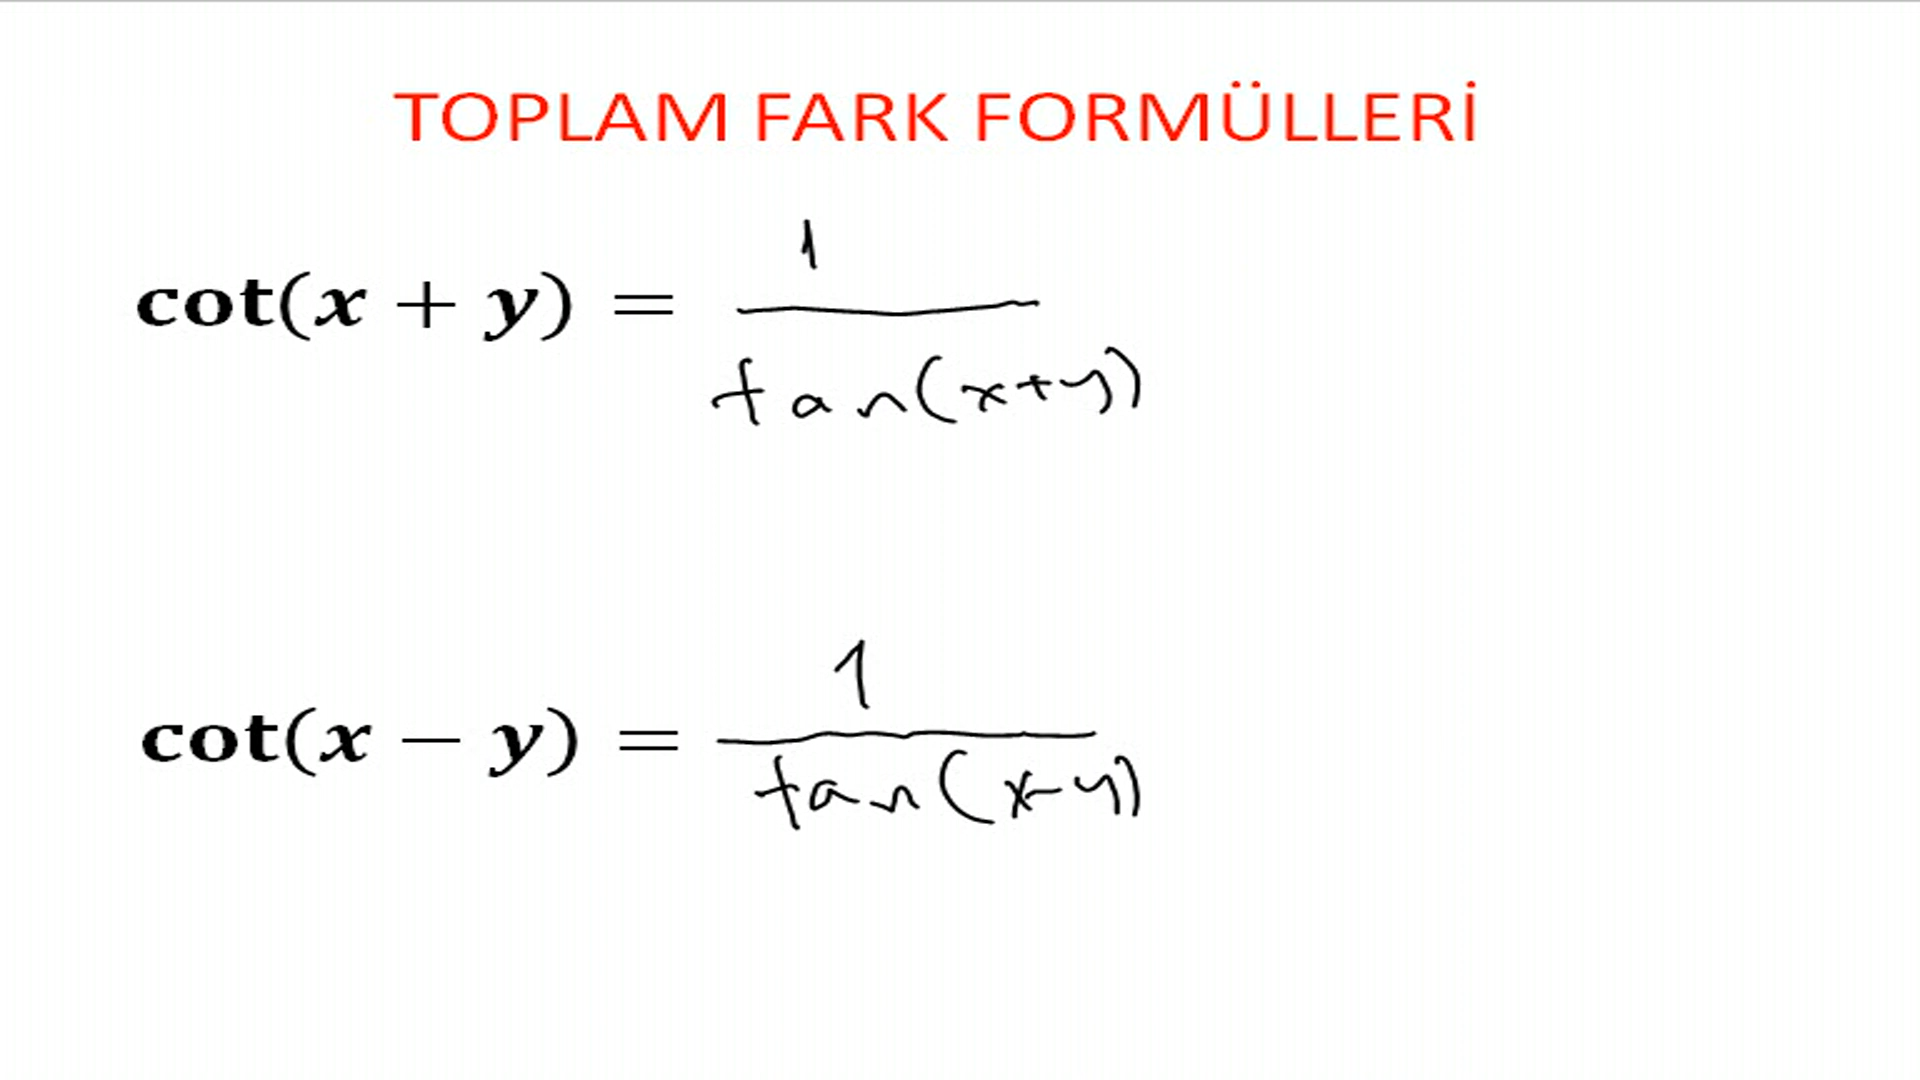 TOPLAM FARK FORMÜLLERİ
cot(x + y) = 1 / tan(x+y)
cot(x − y) = 1 / tan(x-y)